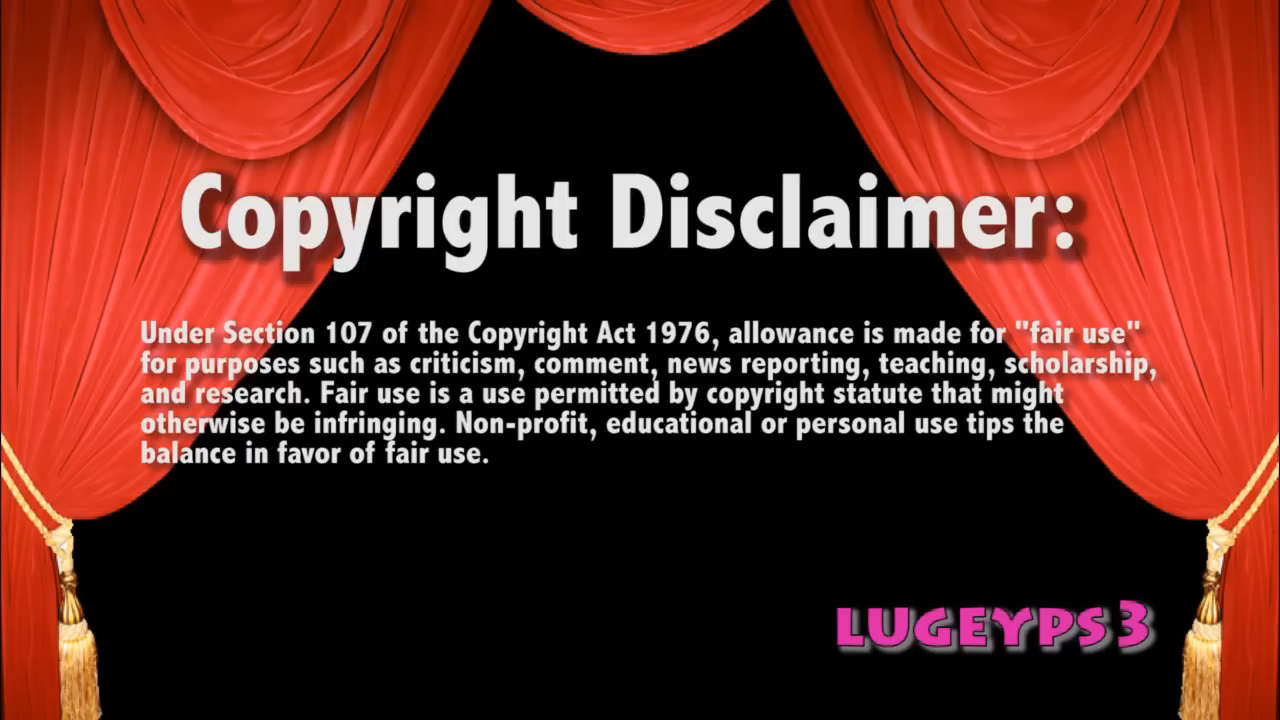 Copyright Disclaimer:
Under Section 107 of the Copyright Act 1976, allowance is made for "fair use"
for purposes such as criticism, comment, news reporting, teaching, scholarship,
and research. Fair use is a use permitted by copyright statute that might
otherwise be infringing. Non-profit, educational or personal use tips the
balance in favor of fair use.
LUGEYPS3